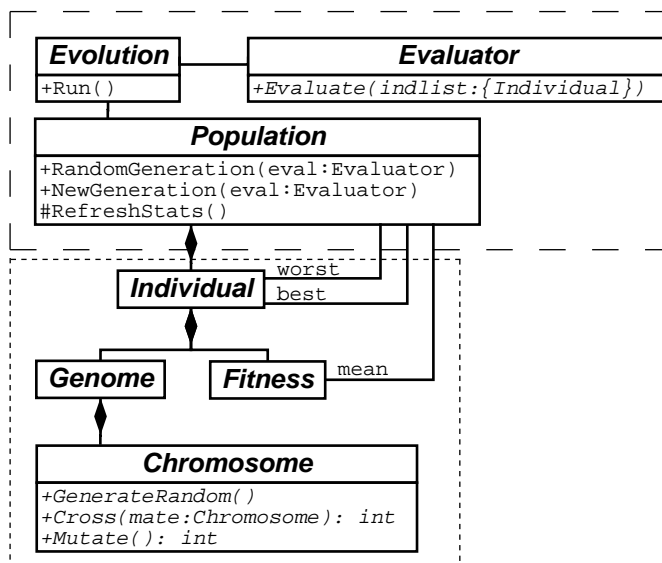 Evolution
+Run()
Evaluator
+Evaluate(indlist:{Individual})
Population
+RandomGeneration(eval:Evaluator)
+NewGeneration(eval:Evaluator)
#RefreshStats()
worst
Individual
best
Genome
Fitness
mean
Chromosome
+GenerateRandom()
+Cross(mate:Chromosome): int
+Mutate(): int